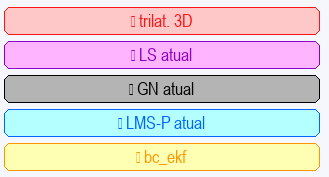 trilat. 3D
LS atual
GN atual
LMS-P atual
bc_ekf